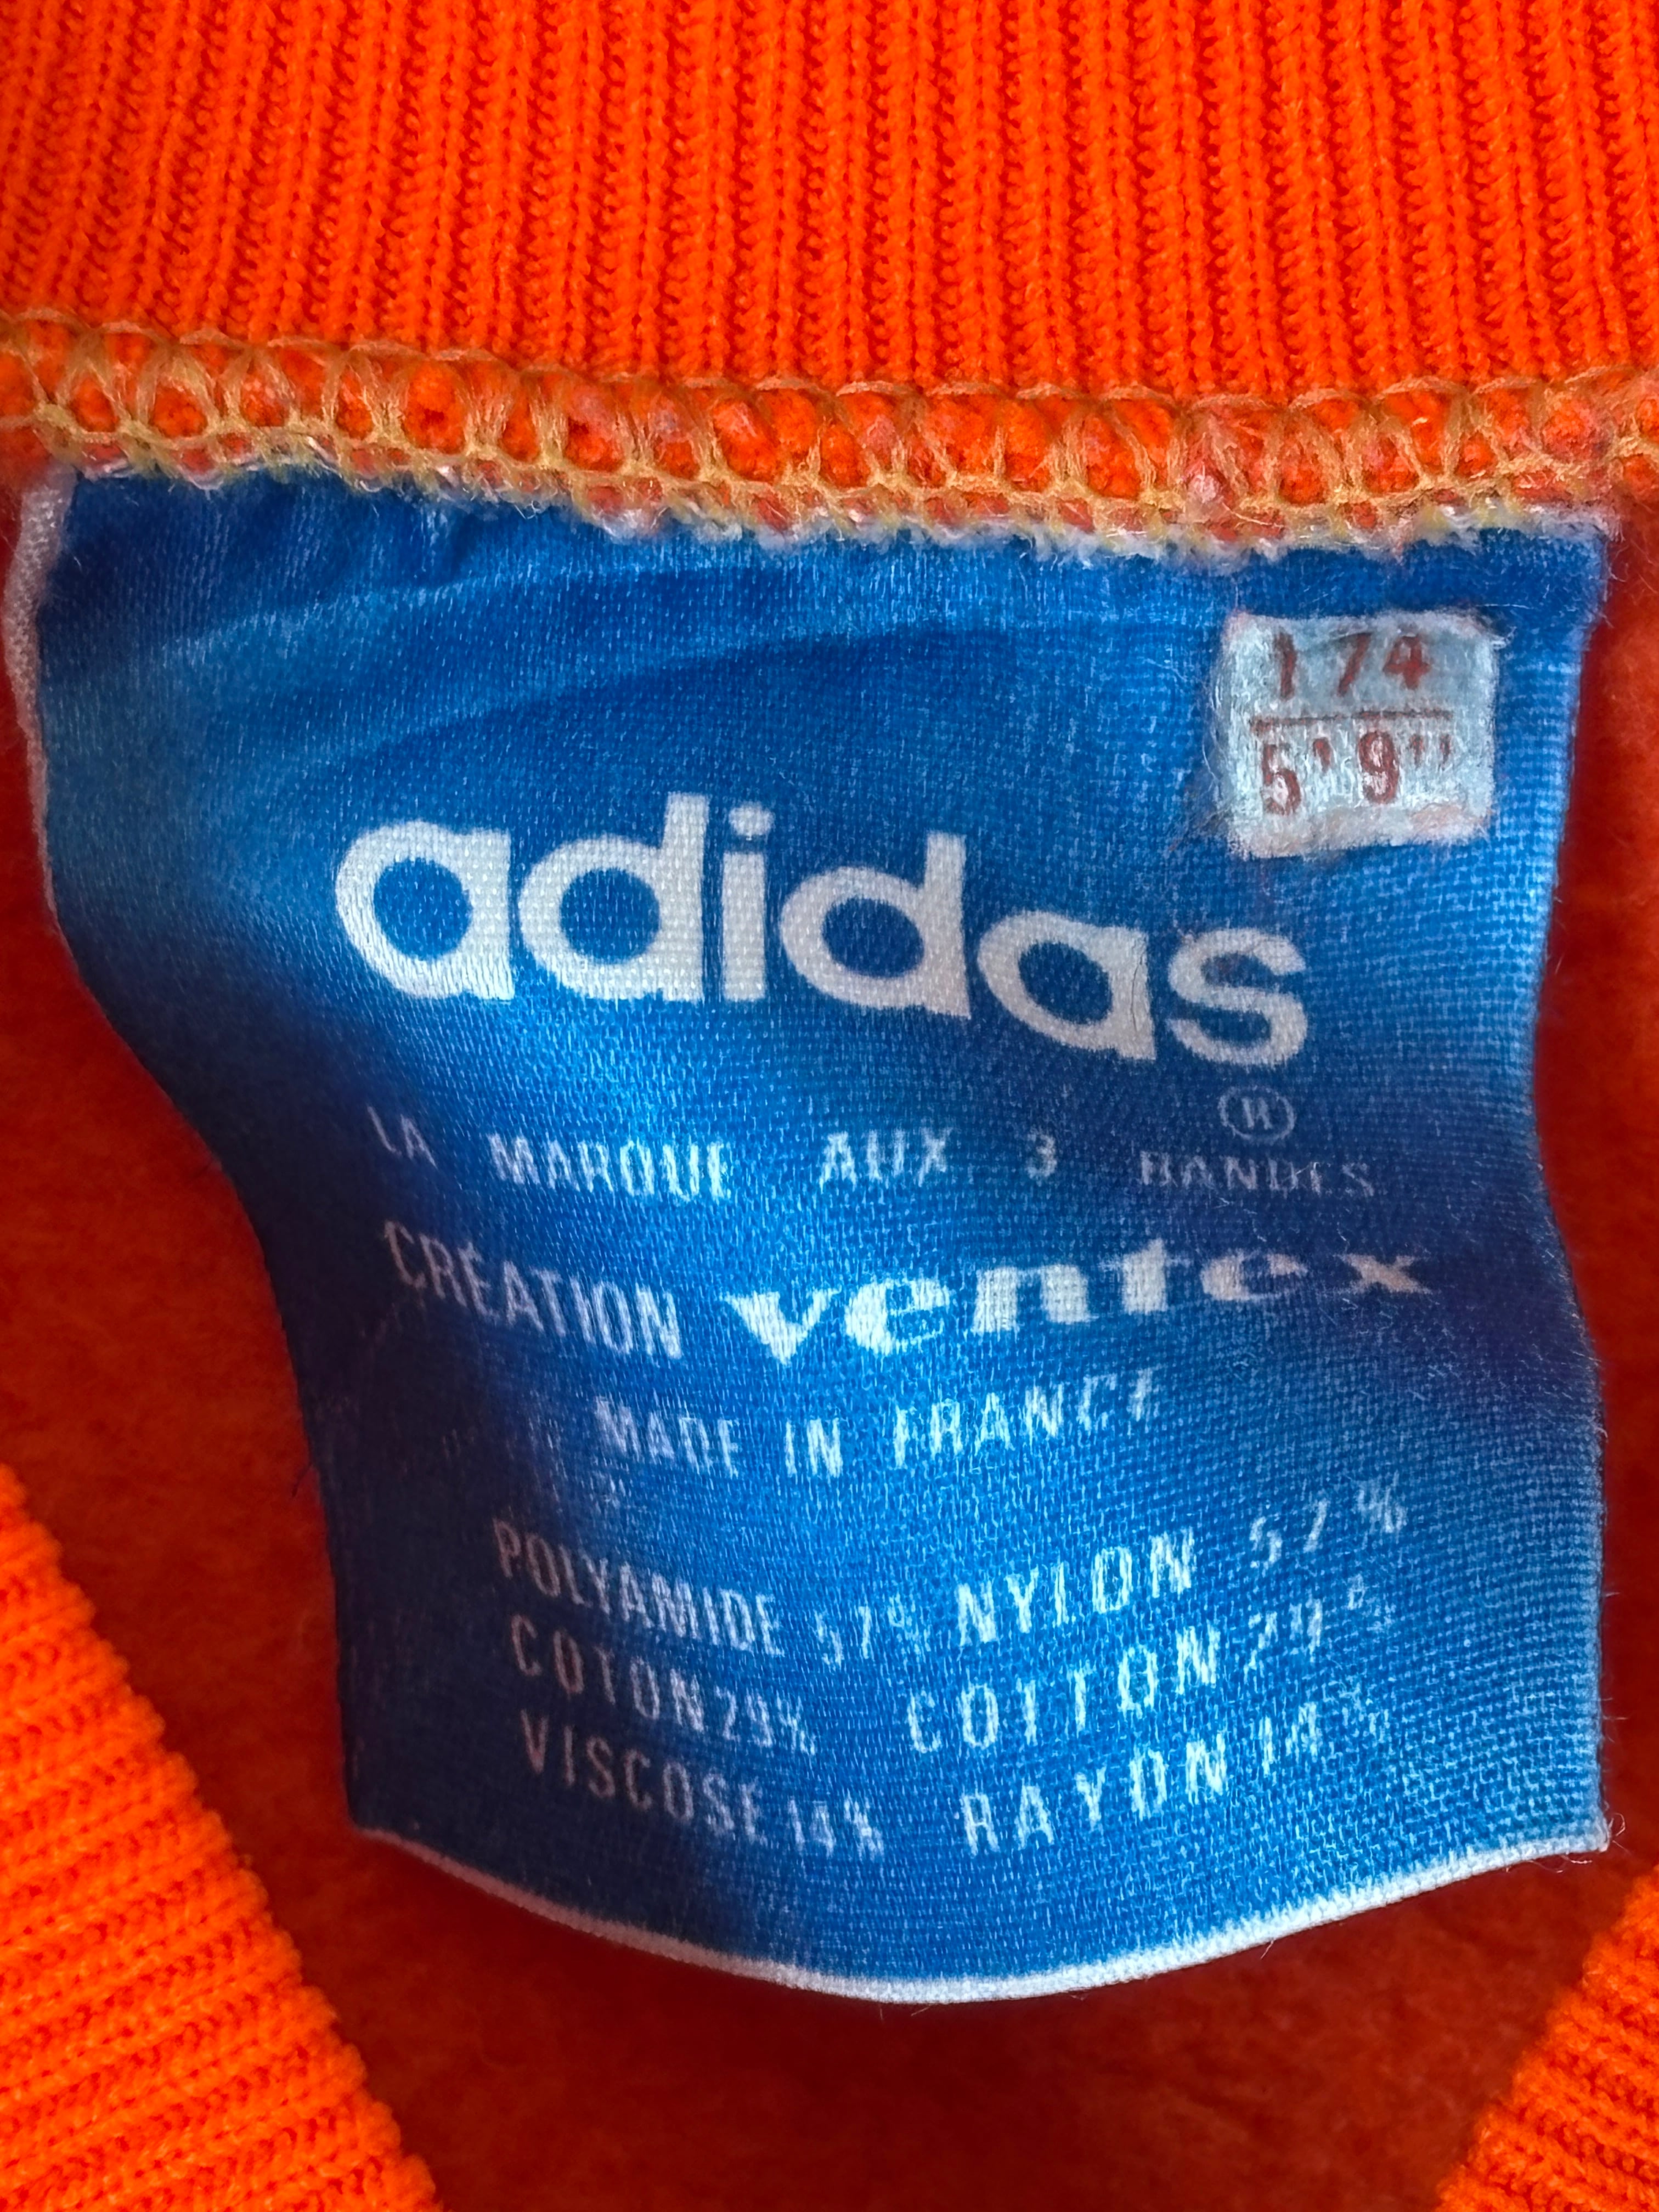 174
5'9"
adidas
®
LA MARQUE AUX 3 BANDES
CRÉATION ventex
MADE IN FRANCE
POLYAMIDE 57% NYLON 57%
COTON 29% COTTON 29%
VISCOSE 14% RAYON 14%